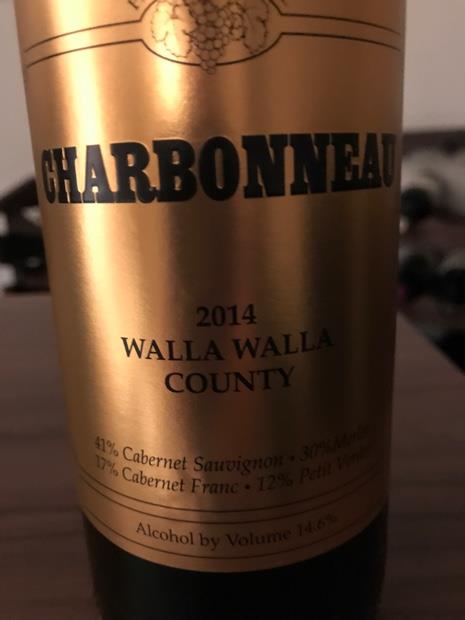 CHARBONNEAU
2014
WALLA WALLA
COUNTY
41% Cabernet Sauvignon • 30% Merlot
17% Cabernet Franc • 12% Petit Verdot
Alcohol by Volume 14.6%